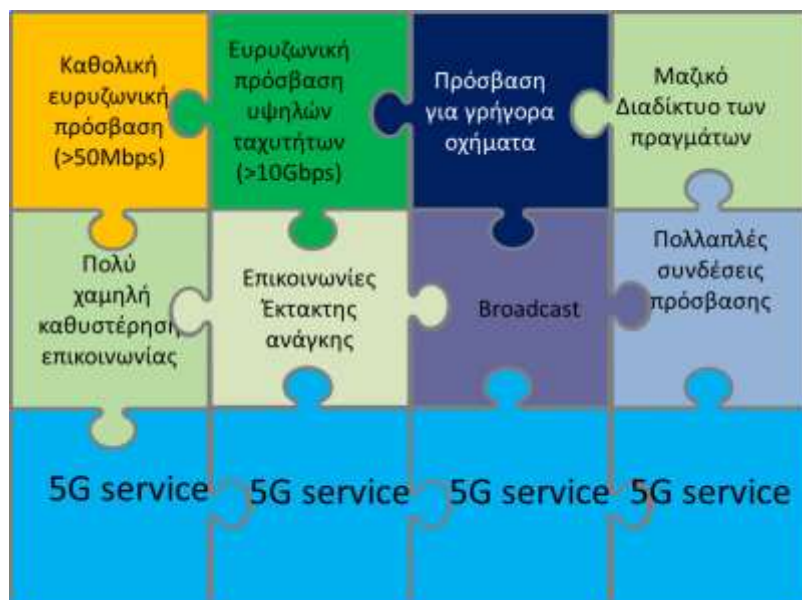 Καθολική
ευρυζωνική
πρόσβαση
(>50Mbps)
Ευρυζωνική
πρόσβαση
υψηλών
ταχυτήτων
(>10Gbps)
Πρόσβαση
για γρήγορα
οχήματα
Μαζικό
Διαδίκτυο των
πραγμάτων
Πολύ
χαμηλή
καθυστέρηση
επικοινωνίας
Επικοινωνίες
Έκτακτης
ανάγκης
Broadcast
Πολλαπλές
συνδέσεις
πρόσβασης
5G service
5G service
5G service
5G service